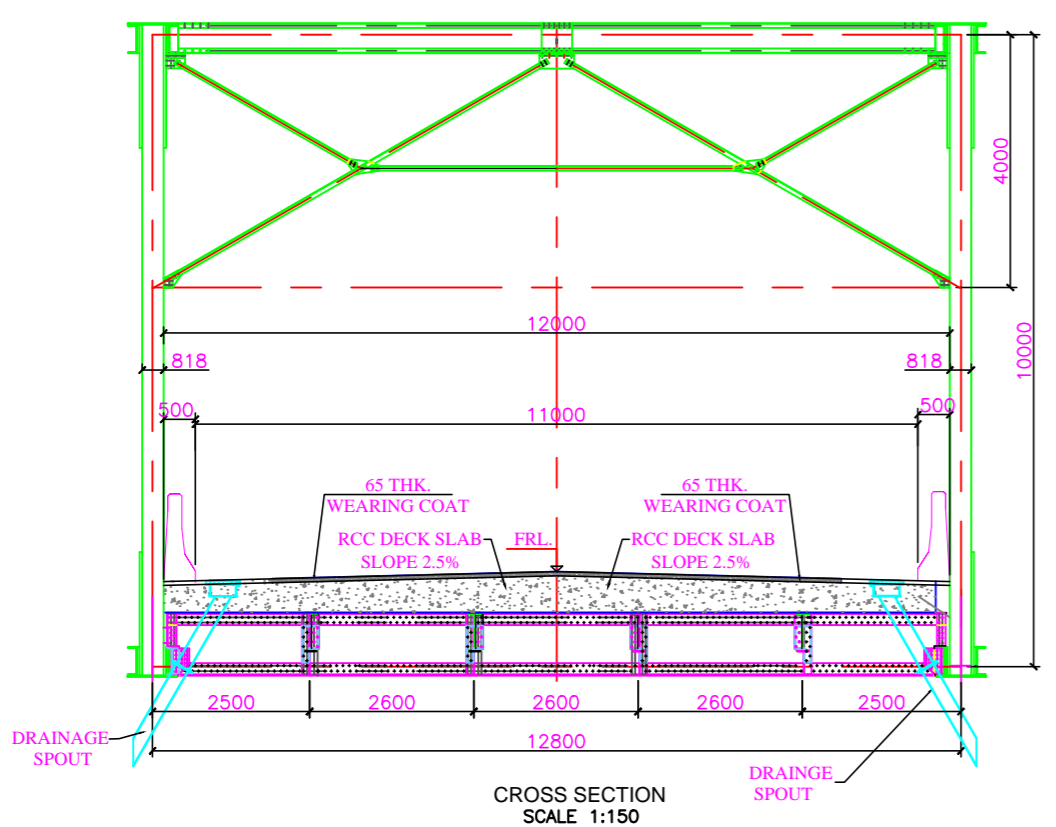 4000
10000
12000
818
818
500
11000
500
65 THK.
WEARING COAT
65 THK.
WEARING COAT
RCC DECK SLAB
SLOPE 2.5%
FRL.
RCC DECK SLAB
SLOPE 2.5%
2500
2600
2600
2600
2500
12800
DRAINAGE
SPOUT
DRAINGE
SPOUT
CROSS SECTION
SCALE 1:150